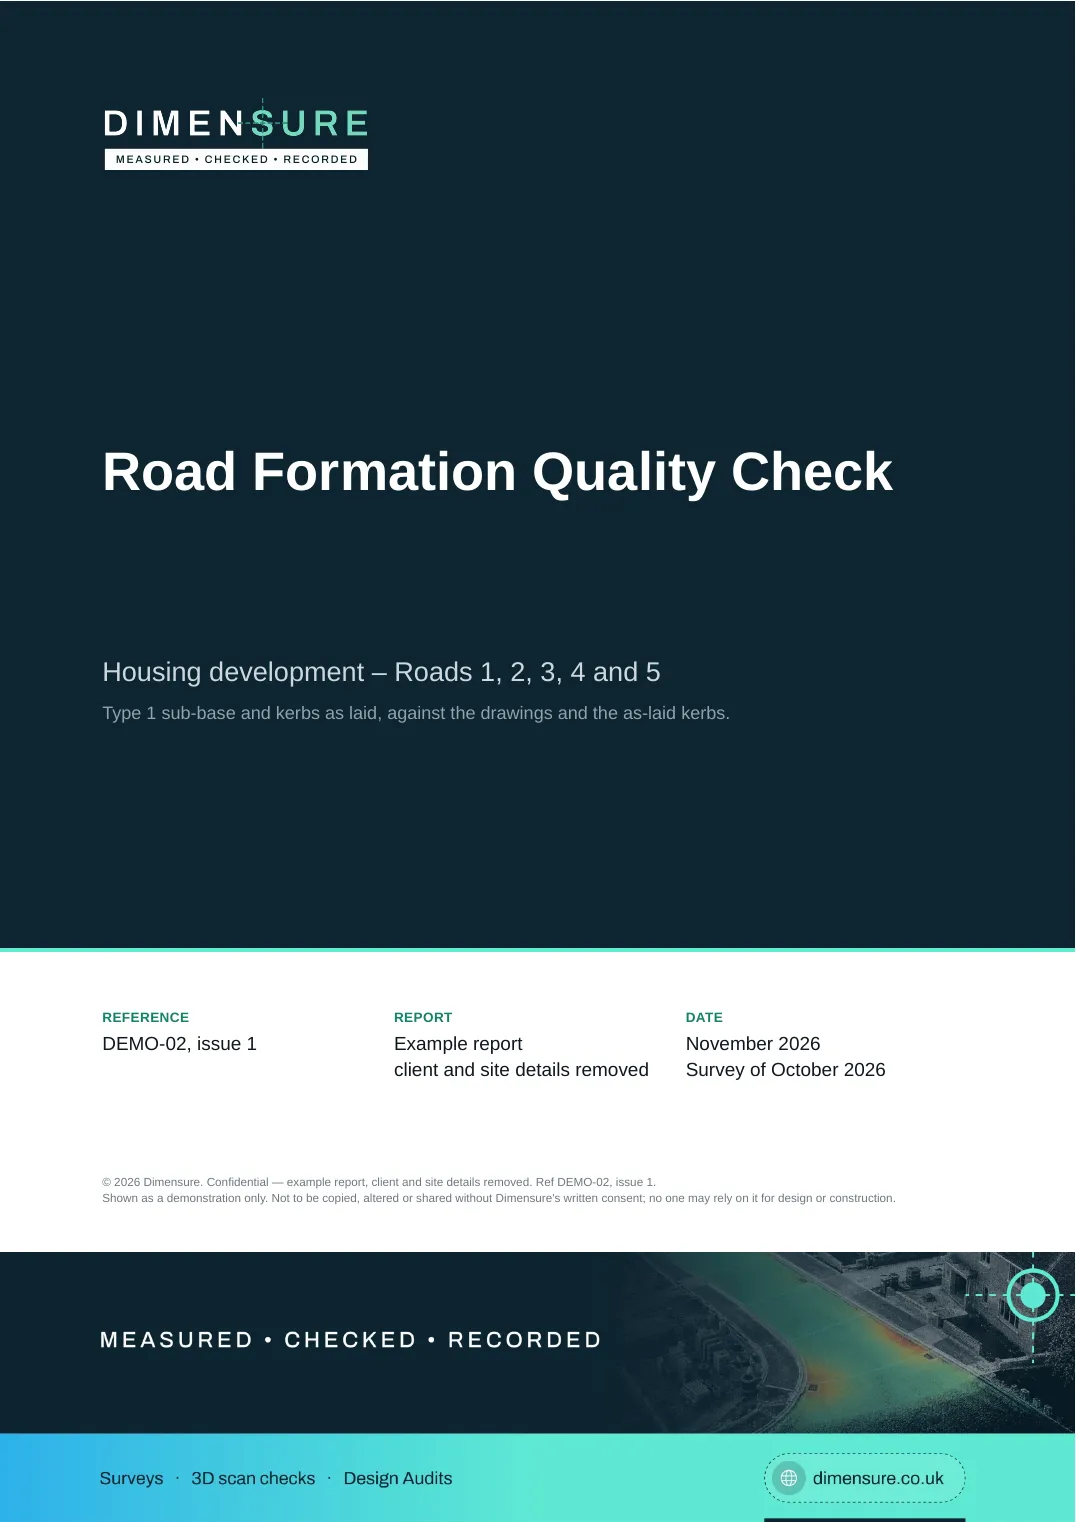 DIMENSURE
MEASURED • CHECKED • RECORDED
Road Formation Quality Check
Housing development – Roads 1, 2, 3, 4 and 5
Type 1 sub-base and kerbs as laid, against the drawings and the as-laid kerbs.
REFERENCE
DEMO-02, issue 1
REPORT
Example report
client and site details removed
DATE
November 2026
Survey of October 2026
© 2026 Dimensure. Confidential — example report, client and site details removed. Ref DEMO-02, issue 1.
Shown as a demonstration only. Not to be copied, altered or shared without Dimensure's written consent; no one may rely on it for design or construction.
MEASURED • CHECKED • RECORDED
Surveys · 3D scan checks · Design Audits
dimensure.co.uk